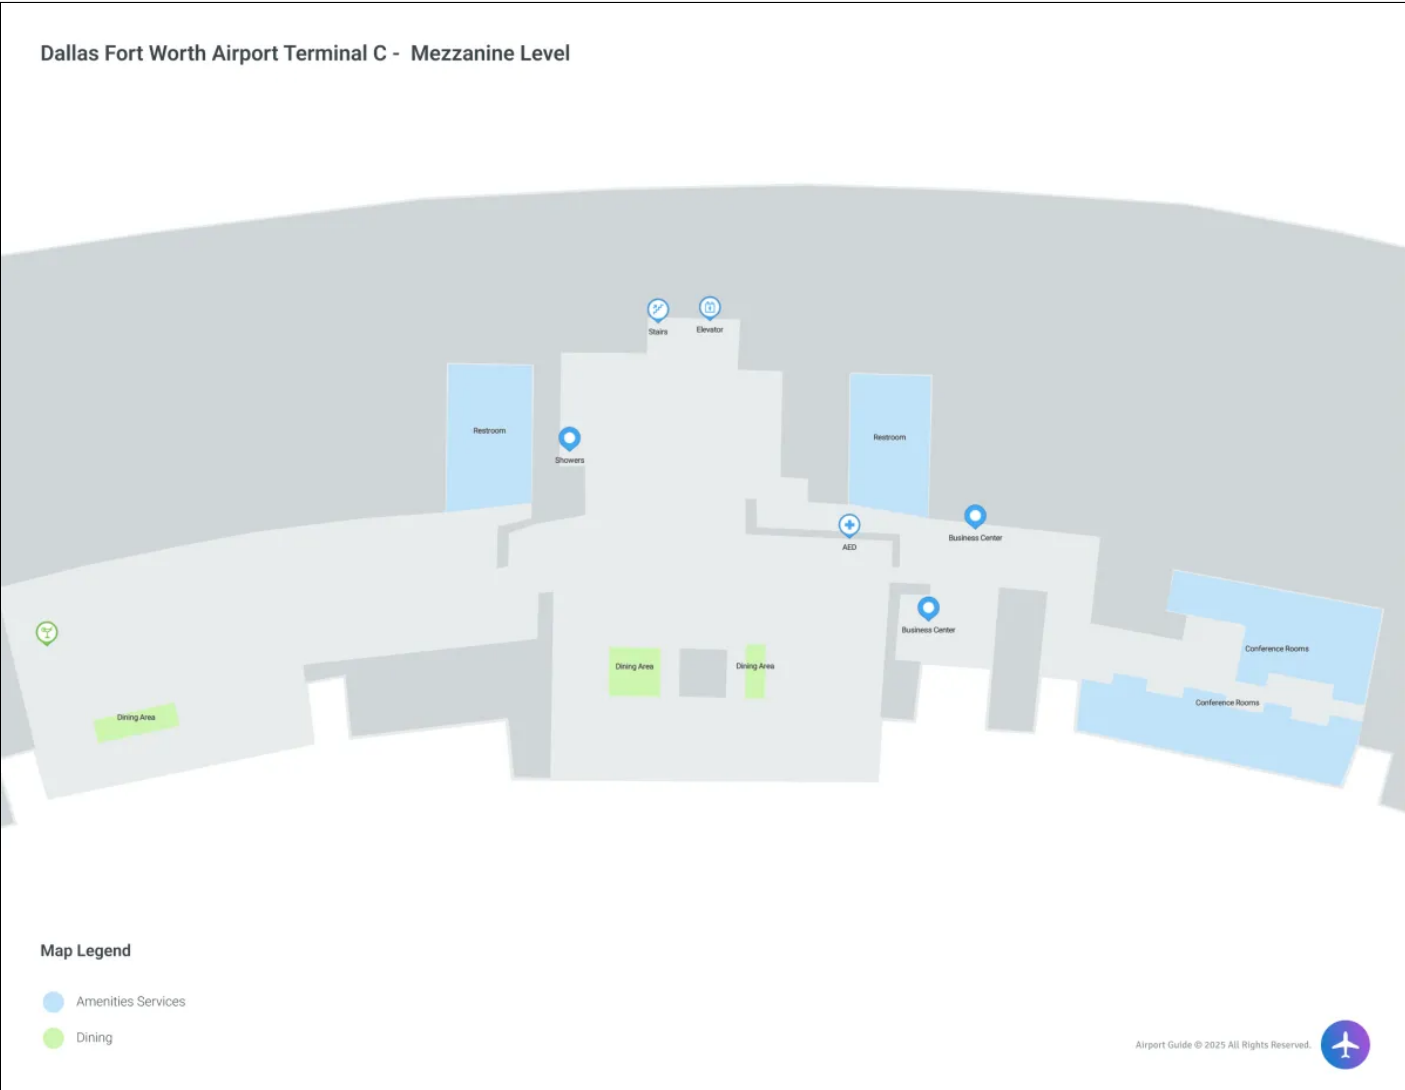 Dallas Fort Worth Airport Terminal C - Mezzanine Level
Stairs
Elevator
Restroom
Restroom
Showers
Business Center
AED
Business Center
Conference Rooms
Dining Area
Dining Area
Conference Rooms
Dining Area
Map Legend
Amenities Services
Dining
Airport Guide © 2025 All Rights Reserved.